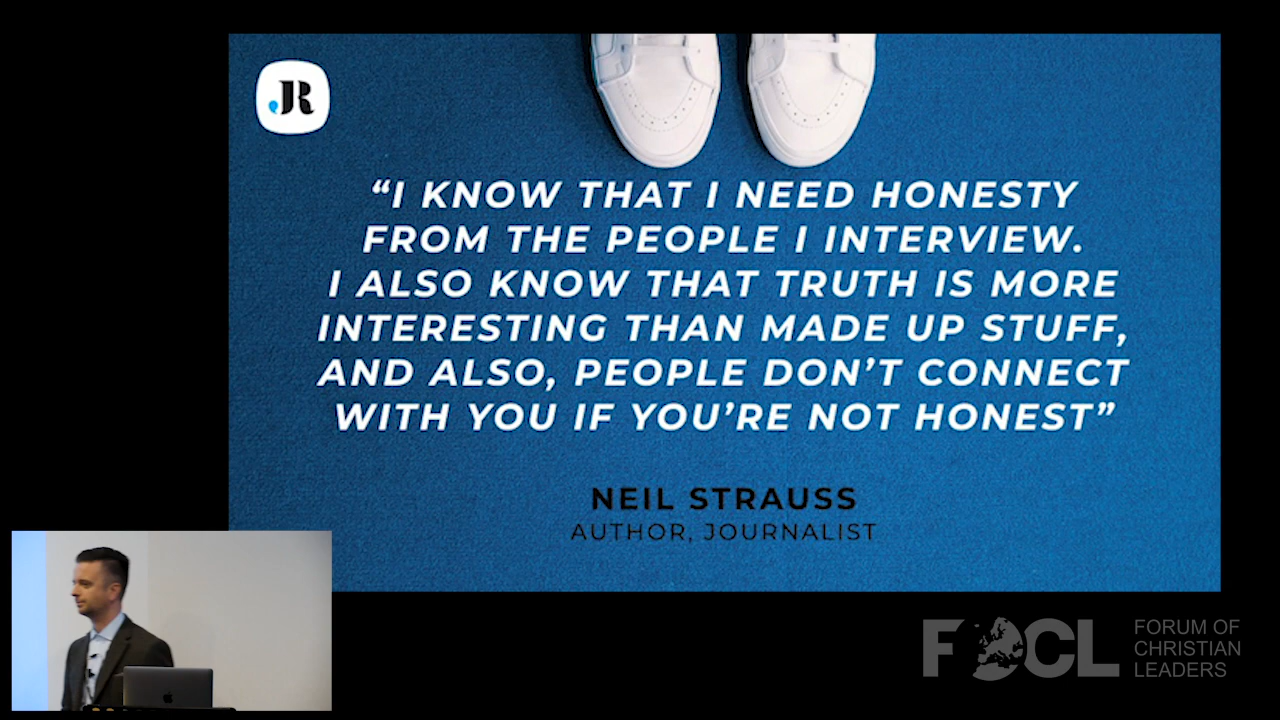 JR
“I KNOW THAT I NEED HONESTY
FROM THE PEOPLE I INTERVIEW.
I ALSO KNOW THAT TRUTH IS MORE
INTERESTING THAN MADE UP STUFF,
AND ALSO, PEOPLE DON’T CONNECT
WITH YOU IF YOU’RE NOT HONEST”
NEIL STRAUSS
AUTHOR, JOURNALIST
FOCL
FORUM OF
CHRISTIAN
LEADERS